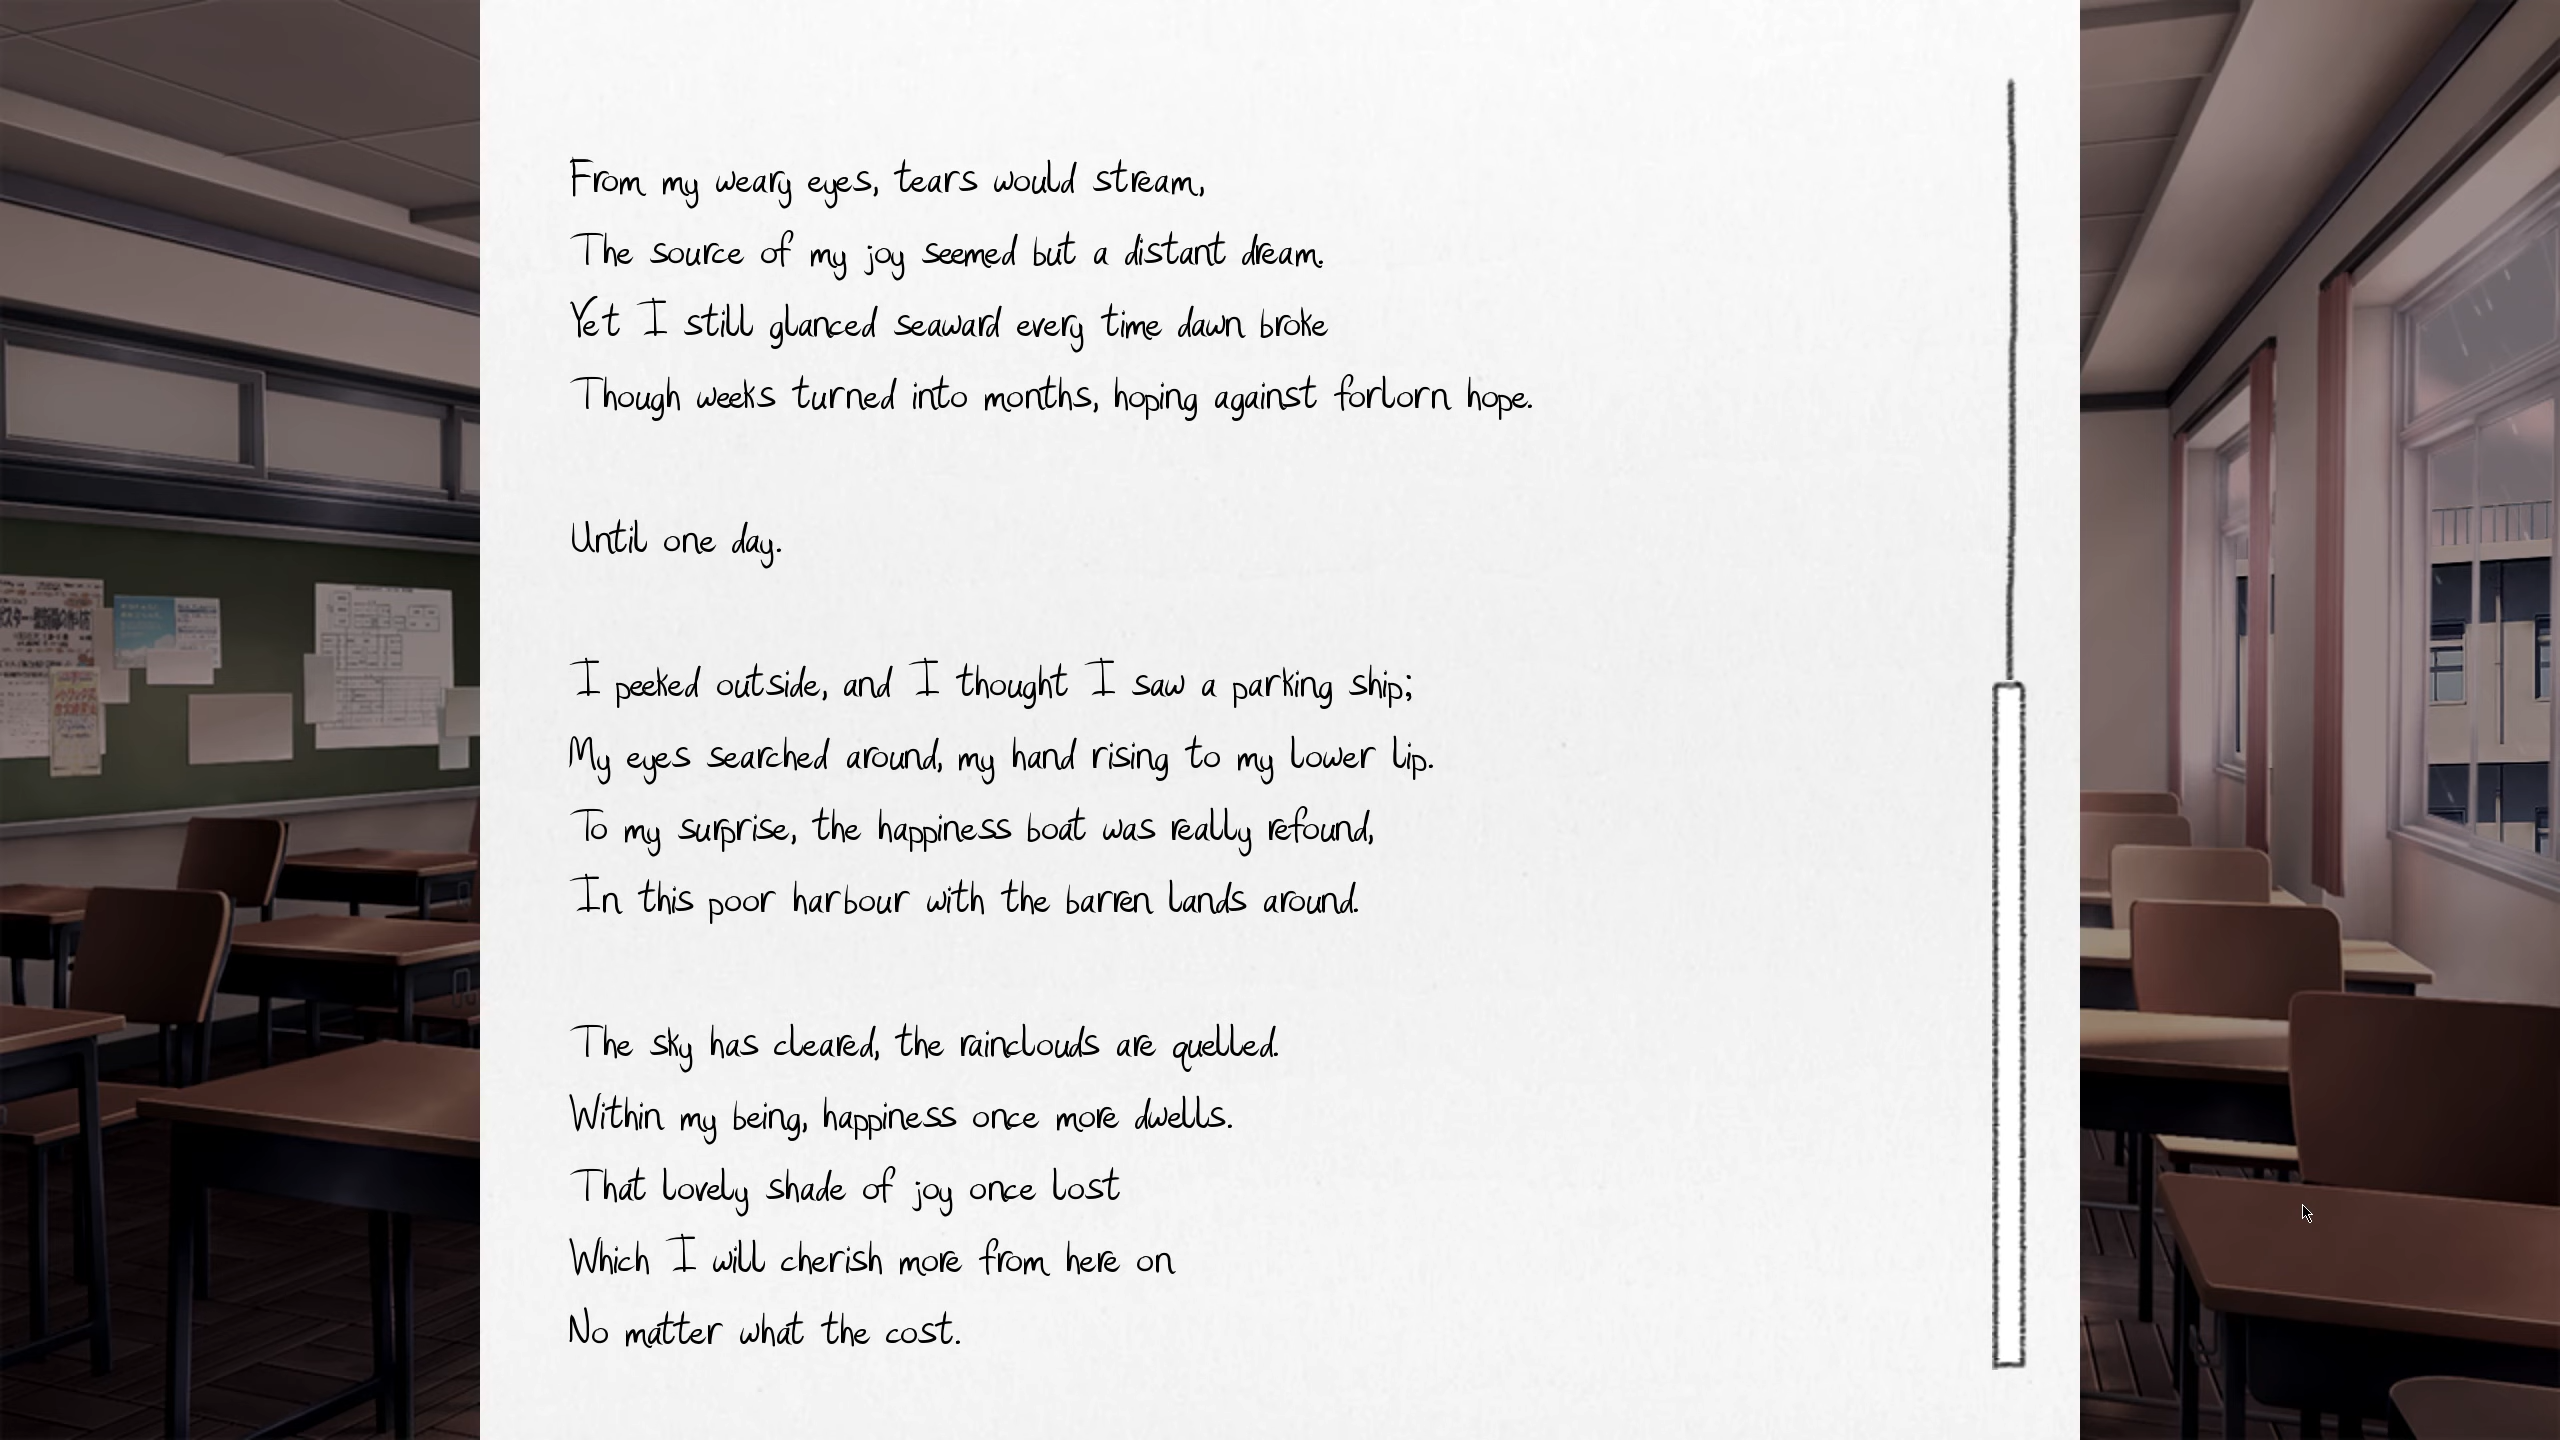 From my weary eyes, tears would stream,
The source of my joy seemed but a distant dream.
Yet I still glanced seaward every time dawn broke
Though weeks turned into months, hoping against forlorn hope.
Until one day.
I peeked outside, and I thought I saw a parking ship;
My eyes searched around, my hand rising to my lower lip.
To my surprise, the happiness boat was really refound,
In this poor harbour with the barren lands around.
The sky has cleared, the rainclouds are quelled.
Within my being, happiness once more dwells.
That lovely shade of joy once lost
Which I will cherish more from here on
No matter what the cost.